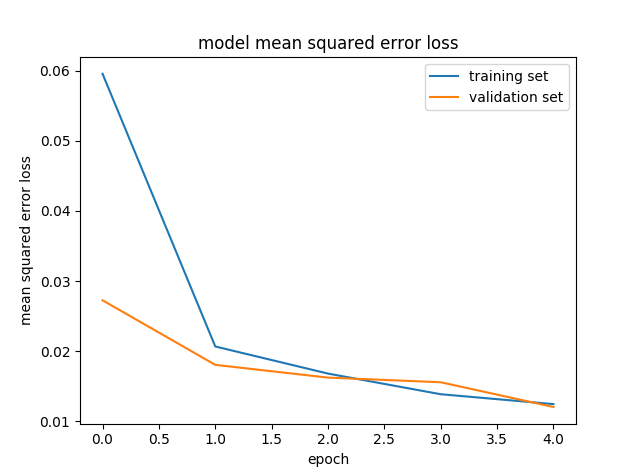 model mean squared error loss
training set
validation set
mean squared error loss
0.06
0.05
0.04
0.03
0.02
0.01
0.0 0.5 1.0 1.5 2.0 2.5 3.0 3.5 4.0
epoch